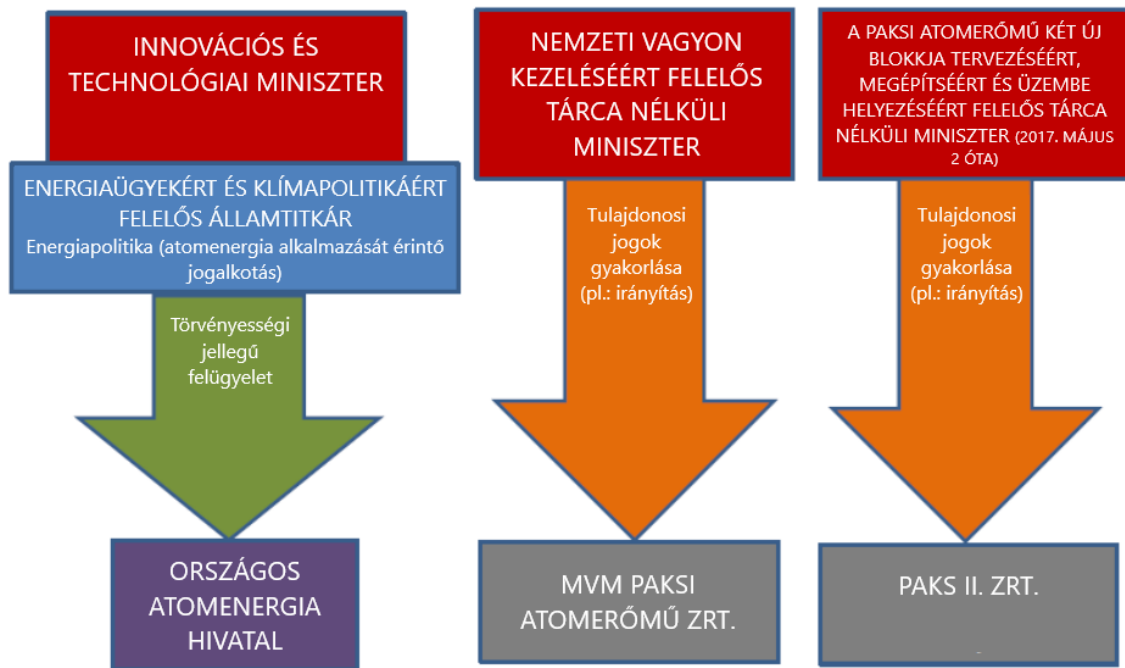 INNOVÁCIÓS ÉS
TECHNOLÓGIAI MINISZTER
ENERGIAÜGYEKÉRT ÉS KLÍMAPOLITIKÁÉRT
FELELŐS ÁLLAMTITKÁR
Energiapolitika (atomenergia alkalmazását érintő
jogalkotás)
Törvényességi
jellegű
felügyelet
ORSZÁGOS
ATOMENERGIA
HIVATAL
NEMZETI VAGYON
KEZELÉSÉÉRT FELELŐS
TÁRCA NÉLKÜLI
MINISZTER
Tulajdonosi
jogok
gyakorlása
(pl.: irányítás)
MVM PAKSI
ATOMERŐMŰ ZRT.
A PAKSI ATOMERŐMŰ KÉT ÚJ
BLOKKJA TERVEZÉSÉÉRT,
MEGÉPÍTSÉÉRT ÉS ÜZEMBE
HELYEZÉSÉÉRT FELELŐS TÁRCA
NÉLKÜLI MINISZTER (2017. MÁJUS
2 ÓTA)
Tulajdonosi
jogok
gyakorlása
(pl.: irányítás)
PAKS II. ZRT.